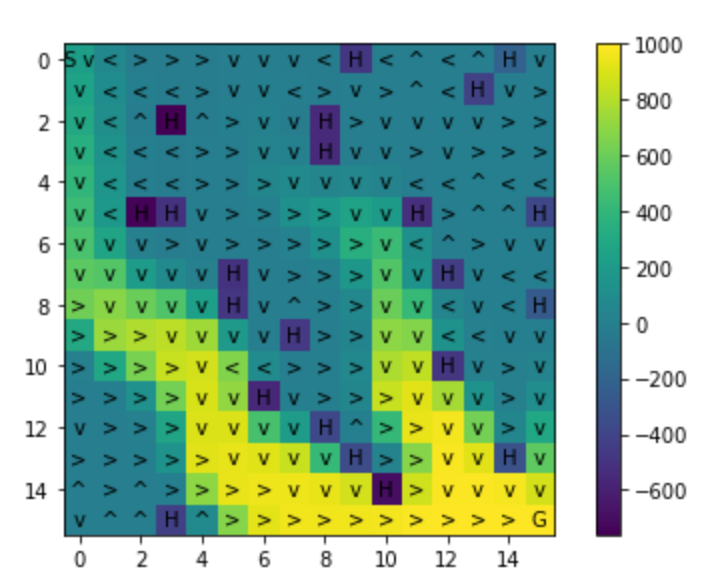 0 S v < > > > v v v < H < ^ < ^ H v 1000
v < < < > v v < > v > ^ < H v >
2 v < ^ H ^ > v v H > v v v v > > 800
v < < < > > v v H v v > v > > >
4 v < < < > > > v v v v < < ^ < < 600
v < H H v > > > > v v H > ^ ^ H 400
6 v v v > v > > > > > v < ^ > v v
v v v v v H v > > > v v H v < < 200
8 > v v v v H v ^ > > v v < v < H
> > > v v v v H > > v v < < v v 0
10 > > > > v < < > > > v v H v > v −200
> > > > v v H v > > > v v v > v
12 v > > > v v v v H ^ > > v v > v −400
> > > > > v v v v H > > v v H v
14 ^ > ^ > > > > v v v H > v v v v −600
v ^ ^ H ^ > > > > > > > > > > G
0 2 4 6 8 10 12 14